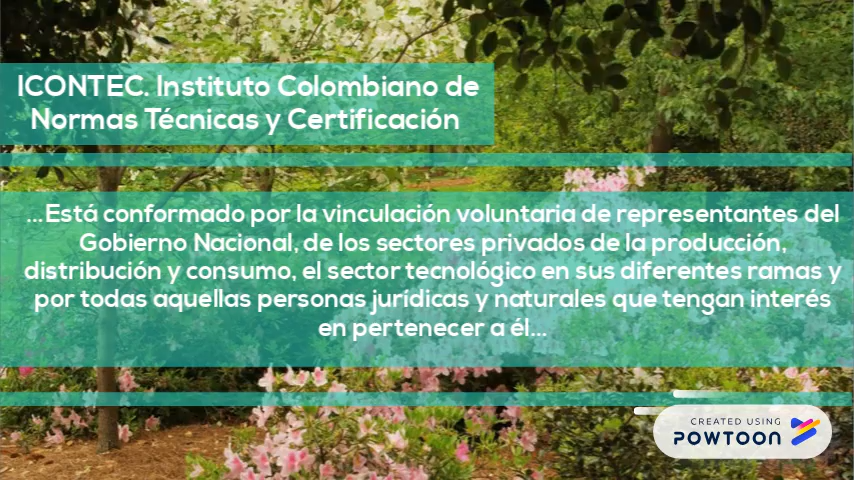 ICONTEC. Instituto Colombiano de
Normas Técnicas y Certificación
...Está conformado por la vinculación voluntaria de representantes del
Gobierno Nacional, de los sectores privados de la producción,
distribución y consumo, el sector tecnológico en sus diferentes ramas y
por todas aquellas personas jurídicas y naturales que tengan interés
en pertenecer a él...
CREATED USING
POWTOON